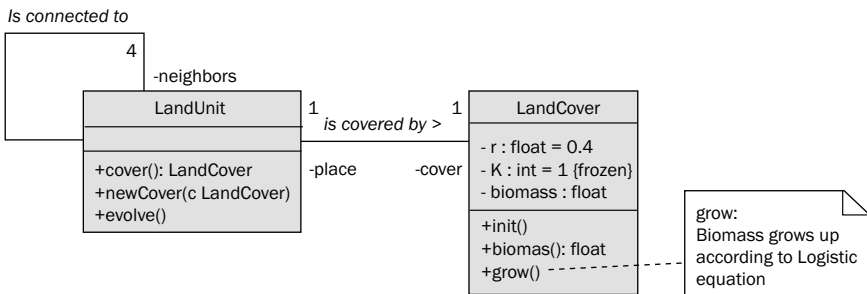 Is connected to
4
-neighbors
LandUnit
+cover(): LandCover
+newCover(c LandCover)
+evolve()
1
is covered by >
1
-place
-cover
LandCover
- r : float = 0.4
- K : int = 1 {frozen}
- biomass : float
+init()
+biomas(): float
+grow()
grow:
Biomass grows up
according to Logistic
equation